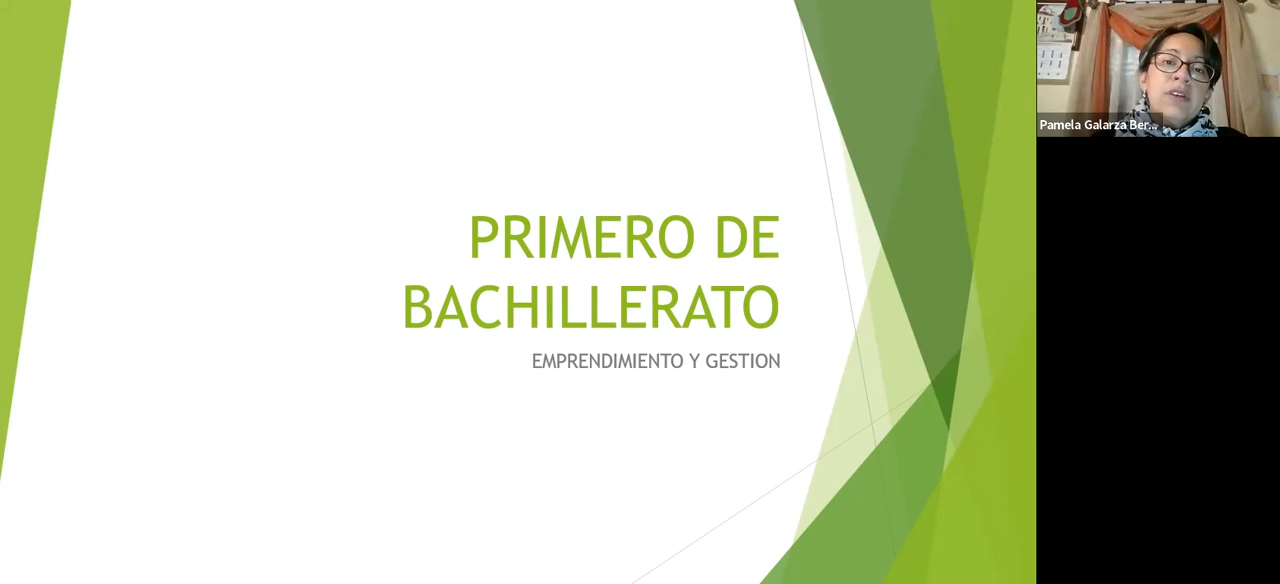 PRIMERO DE
BACHILLERATO
EMPRENDIMIENTO Y GESTION
Pamela Galarza Ber...